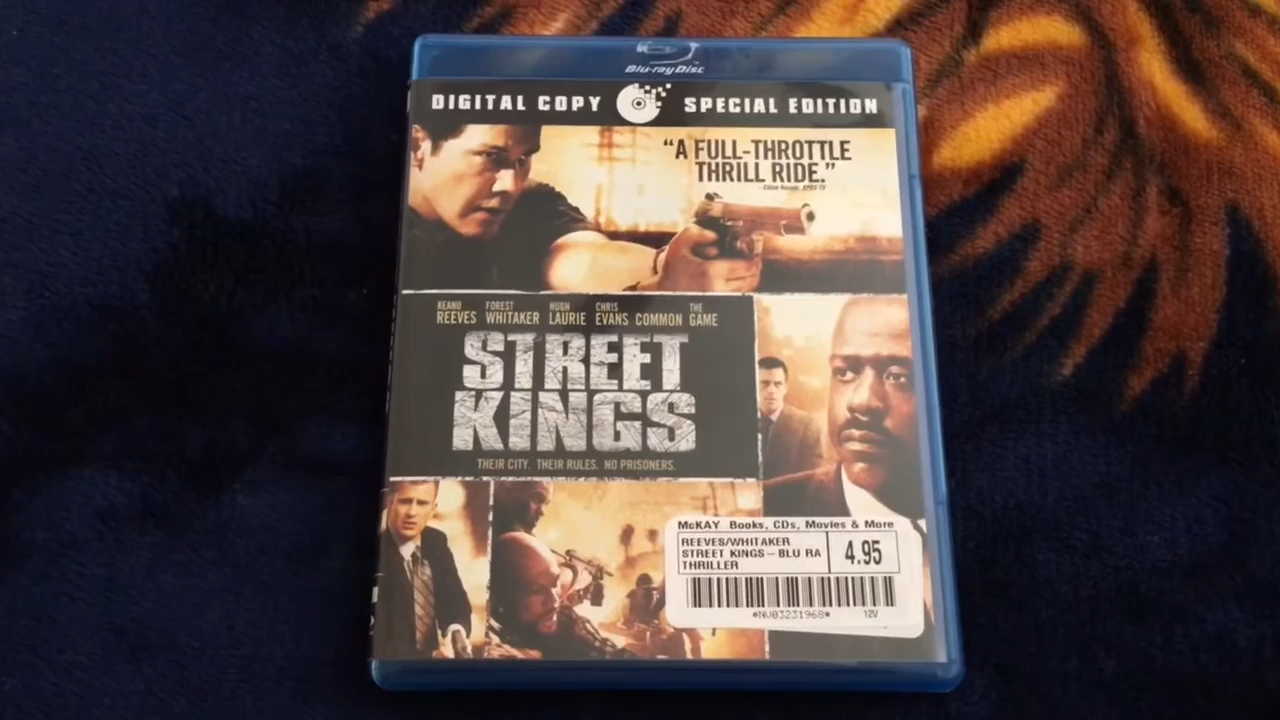 Blu-ray Disc
DIGITAL COPY SPECIAL EDITION
“A FULL-THROTTLE
THRILL RIDE.”
KEANU REEVES FOREST WHITAKER HUGH LAURIE CHRIS EVANS COMMON THE GAME
STREET
KINGS
THEIR CITY. THEIR RULES. NO PRISONERS.
McKAY Books, CDs, Movies & More
REEVES/WHITAKER
STREET KINGS—BLU RA
THRILLER
4.95
*NV03231968* 12V